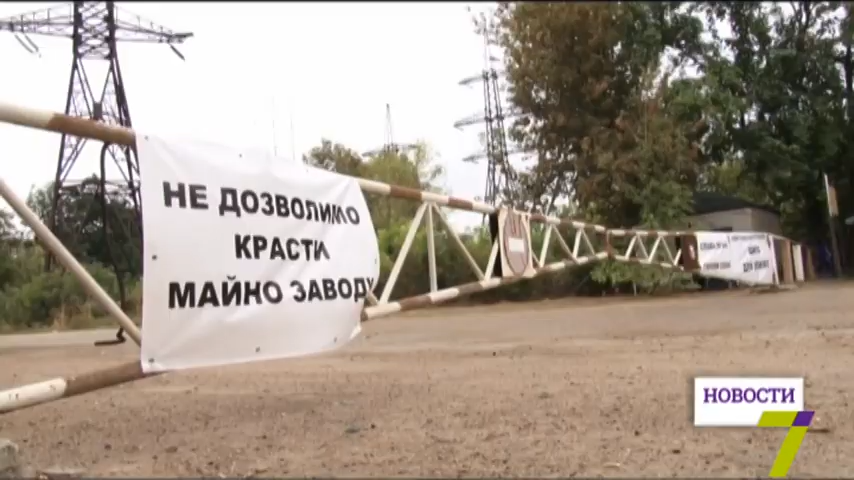 НЕ ДОЗВОЛИМО
КРАСТИ
МАЙНО ЗАВОДУ
НОВОСТИ
7